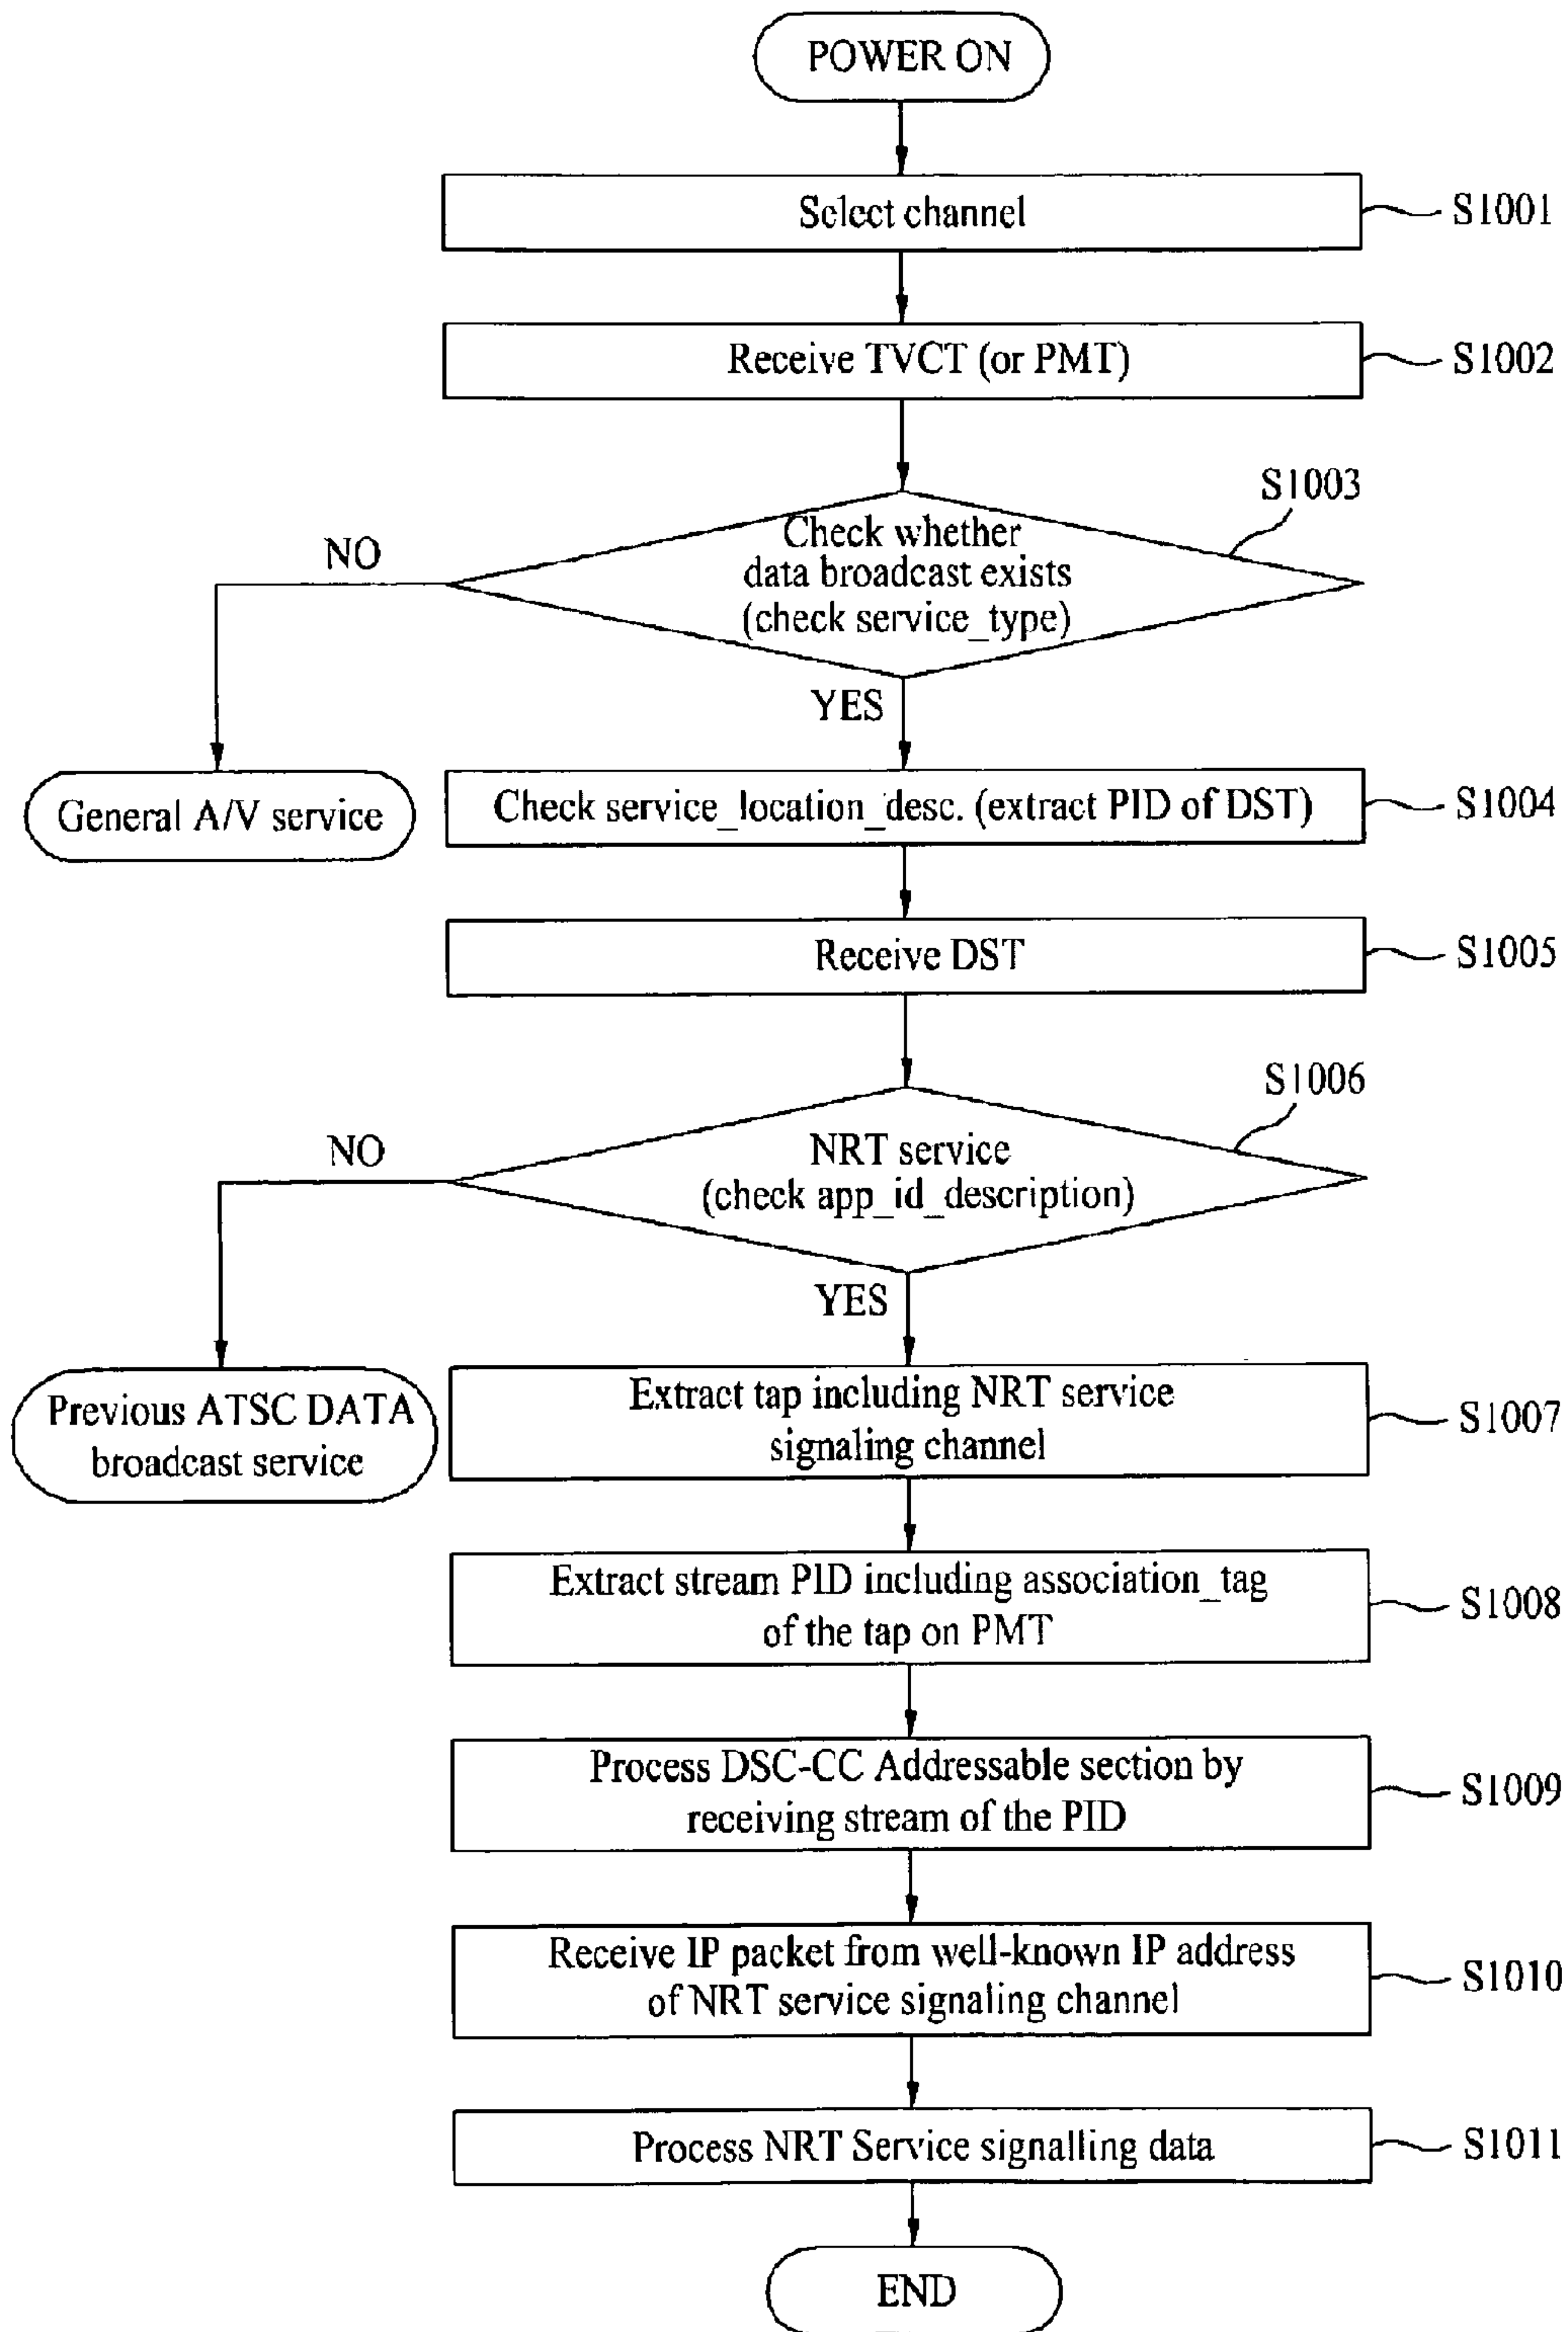 POWER ON
Select channel
S1001
Receive TVCT (or PMT)
S1002
S1003
Check whether
data broadcast exists
(check service_type)
NO
YES
General A/V service
Check service_location_desc. (extract PID of DST)
S1004
Receive DST
S1005
S1006
NRT service
(check app_id_description)
NO
YES
Previous ATSC DATA
broadcast service
Extract tap including NRT service
signaling channel
S1007
Extract stream PID including association_tag
of the tap on PMT
S1008
Process DSC-CC Addressable section by
receiving stream of the PID
S1009
Receive IP packet from well-known IP address
of NRT service signaling channel
S1010
Process NRT Service signalling data
S1011
END